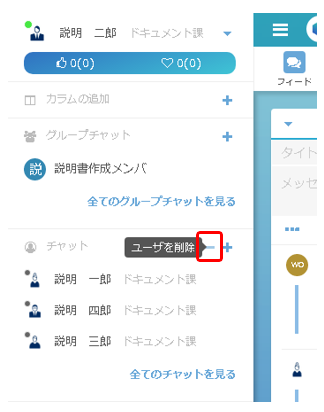 説明　二郎　ドキュメント課
0(0)　0(0)
カラムの追加
グループチャット
説 説明書作成メンバ
全てのグループチャットを見る
チャット ユーザを削除
説明　一郎　ドキュメント課
説明　四郎　ドキュメント課
説明　三郎　ドキュメント課
全てのチャットを見る
フィード
タイト
メッセ
wo